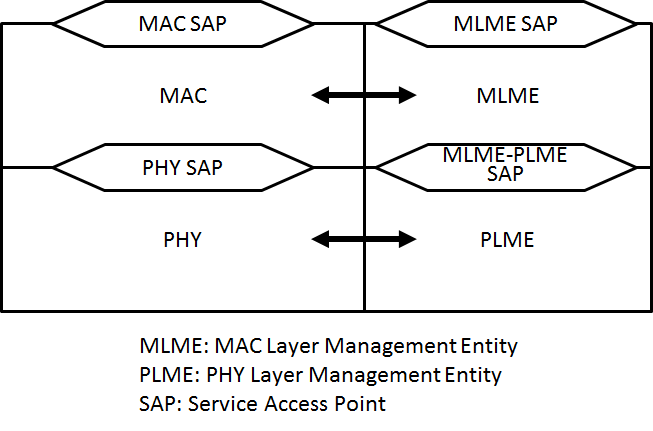 MAC SAP
MLME SAP
MAC
MLME
PHY SAP
MLME-PLME
SAP
PHY
PLME
MLME: MAC Layer Management Entity
PLME: PHY Layer Management Entity
SAP: Service Access Point